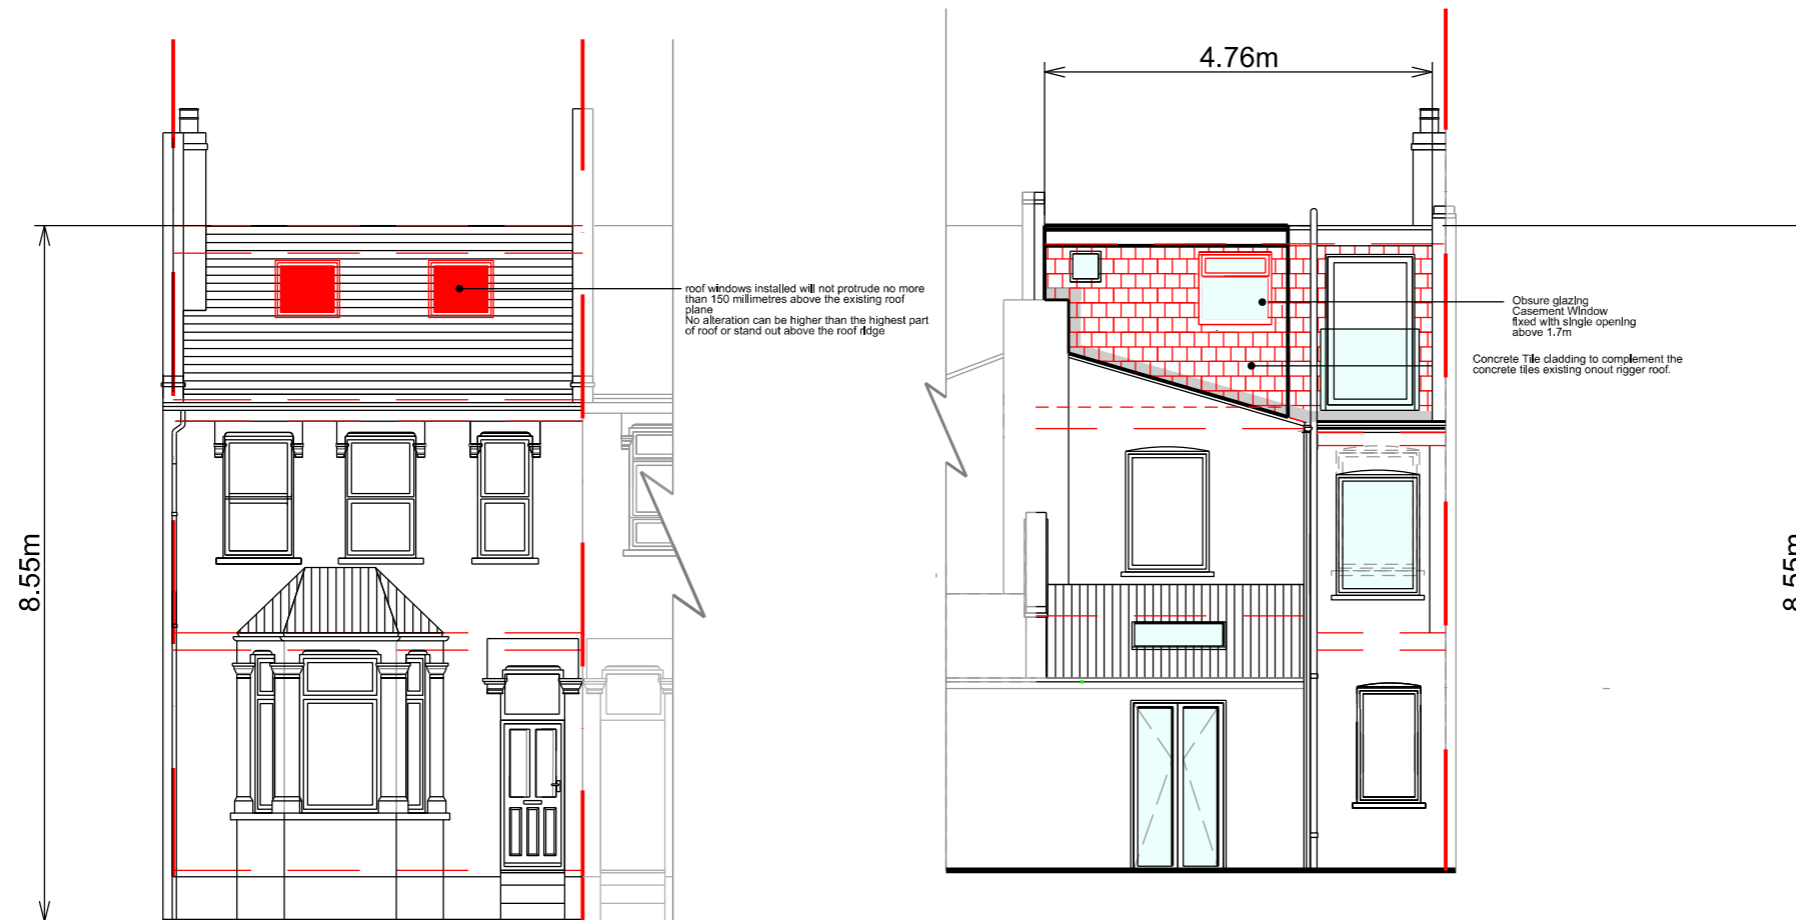 4.76m
roof windows installed will not protrude no more
than 150 millimetres above the existing roof
plane
No alteration can be higher than the highest part
of roof or stand out above the roof ridge
Obsure glazing
Casement Window
fixed with single opening
above 1.7m
Concrete Tile cladding to complement the
concrete tiles existing onout rigger roof.
8.55m
8.55m